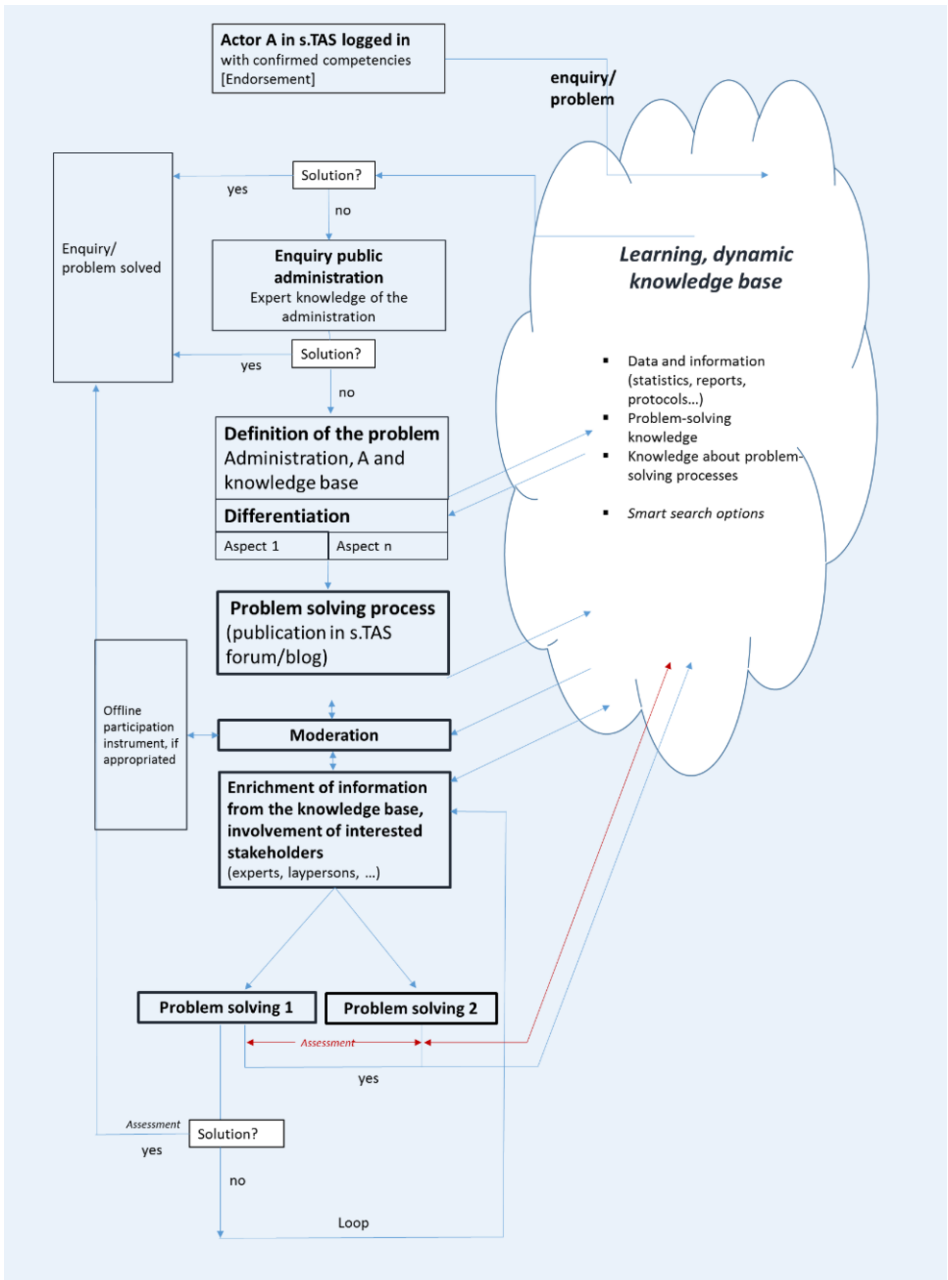 Actor A in s.TAS logged in
with confirmed competencies
[Endorsement]
enquiry/
problem
Solution?
yes
no
Enquiry/
problem solved
Enquiry public
administration
Expert knowledge of the
administration
Solution?
yes
no
Learning, dynamic
knowledge base
▪ Data and information
(statistics, reports,
protocols...)
▪ Problem-solving
knowledge
▪ Knowledge about problem-
solving processes
▪ Smart search options
Definition of the problem
Administration, A and
knowledge base
Differentiation
Aspect 1
Aspect n
Problem solving process
(publication in s.TAS
forum/blog)
Offline
participation
instrument, if
appropriated
Moderation
Enrichment of information
from the knowledge base,
involvement of interested
stakeholders
(experts, laypersons, …)
Problem solving 1
Problem solving 2
Assessment
yes
Assessment
Solution?
yes
no
Loop